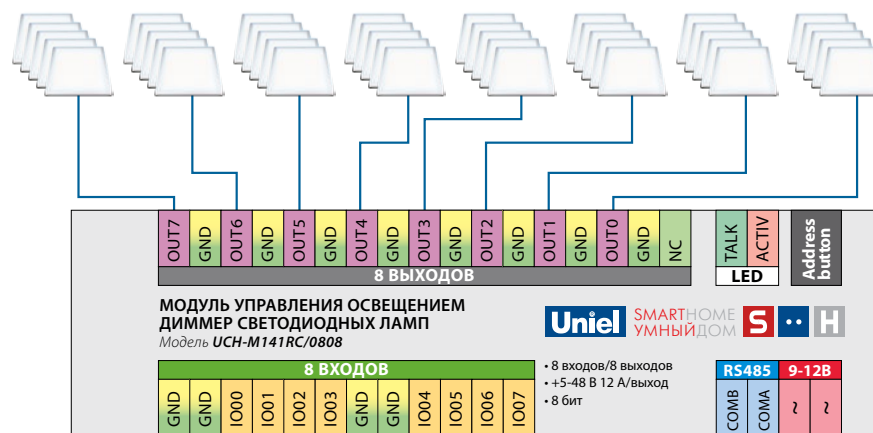 OUT7 GND OUT6 GND OUT5 GND OUT4 GND OUT3 GND OUT2 GND OUT1 GND OUT0 GND NC TALK ACTIV Address button
8 ВЫХОДОВ LED
МОДУЛЬ УПРАВЛЕНИЯ ОСВЕЩЕНИЕМ
ДИММЕР СВЕТОДИОДНЫХ ЛАМП
Модель UCH-M141RC/0808
Uniel SMARTHOME S H
УМНЫЙДОМ
8 ВХОДОВ
• 8 входов/8 выходов
• +5-48 В 12 А/выход
• 8 бит
RS485 9-12В
GND GND IO00 IO01 IO02 IO03 GND GND IO04 IO05 IO06 IO07 COMB COMA ~ ~